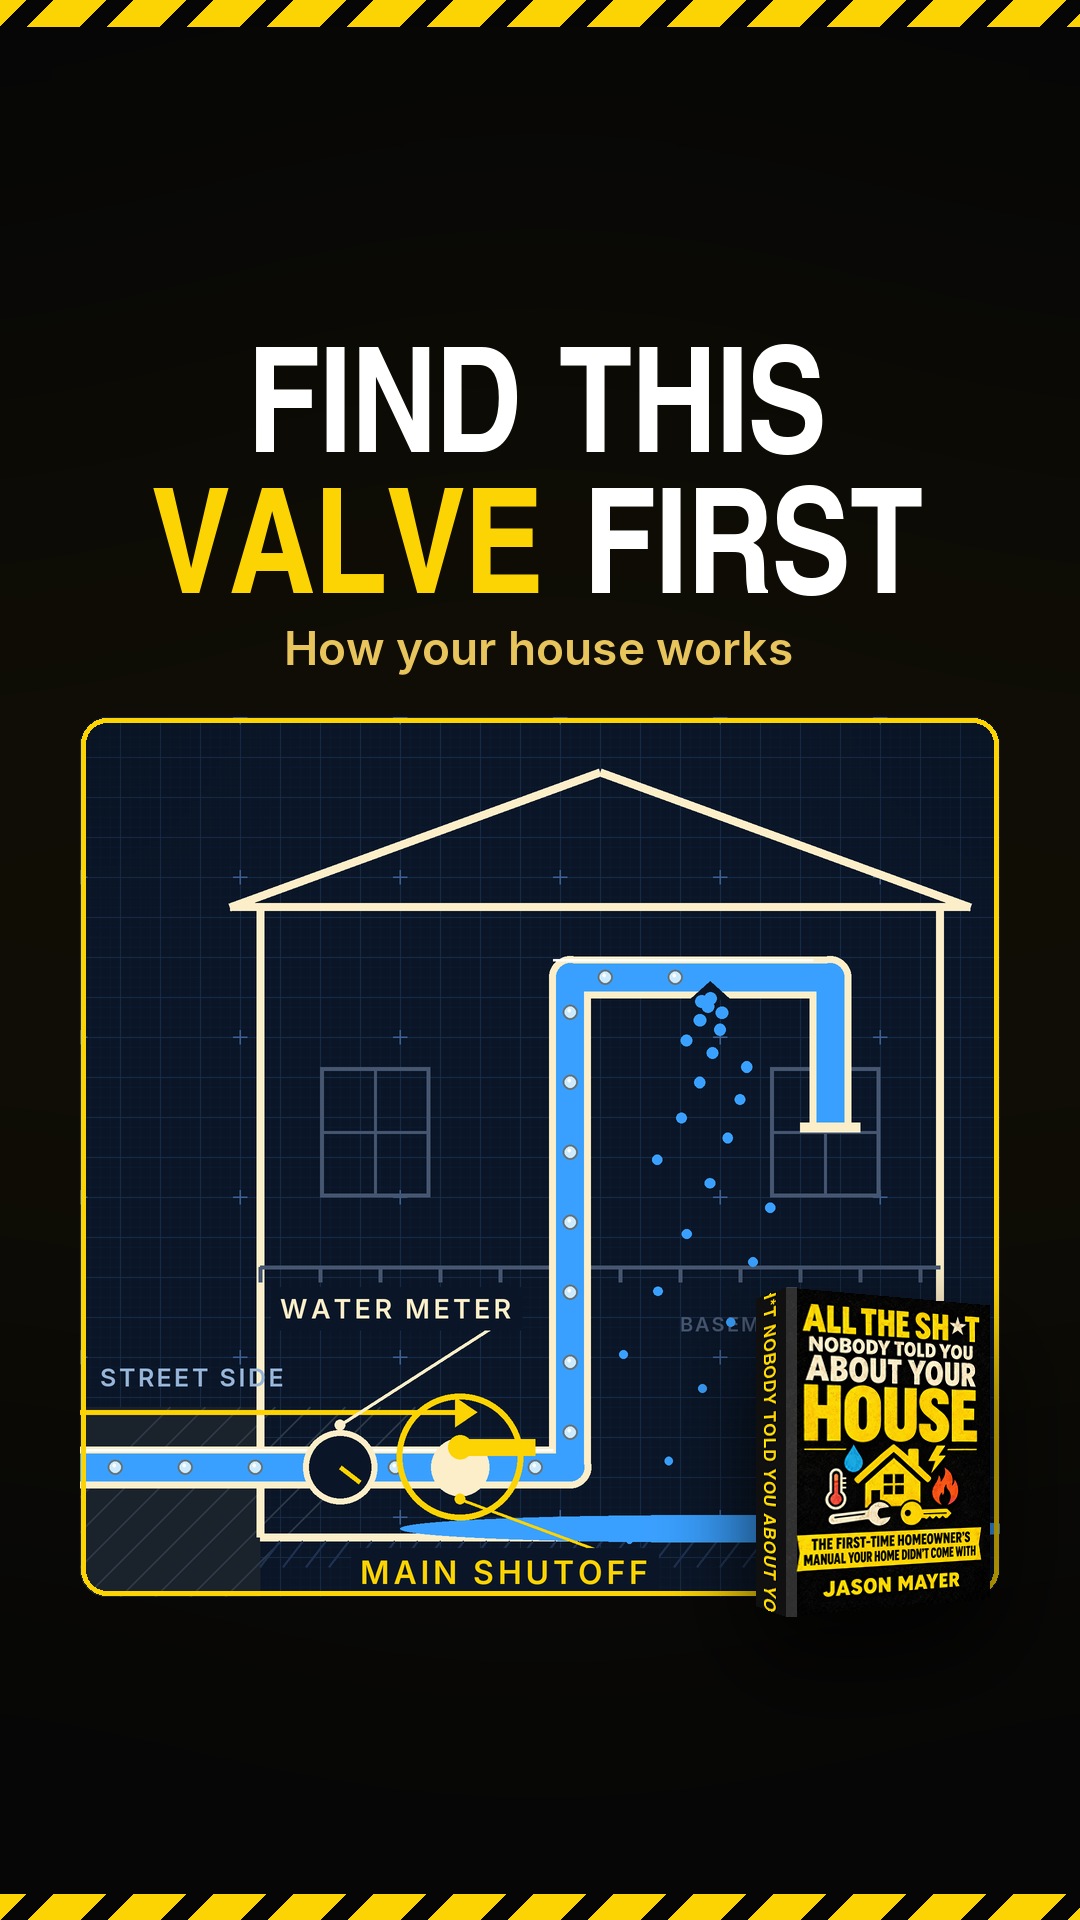 FIND THIS
VALVE FIRST
How your house works
WATER METER
STREET SIDE
MAIN SHUTOFF
NOBODY TOLD YOU ABOUT
ALL THE SH★T
NOBODY TOLD YOU
ABOUT YOUR
HOUSE
THE FIRST-TIME HOMEOWNER'S
MANUAL YOUR HOME DIDN'T COME WITH
JASON MAYER